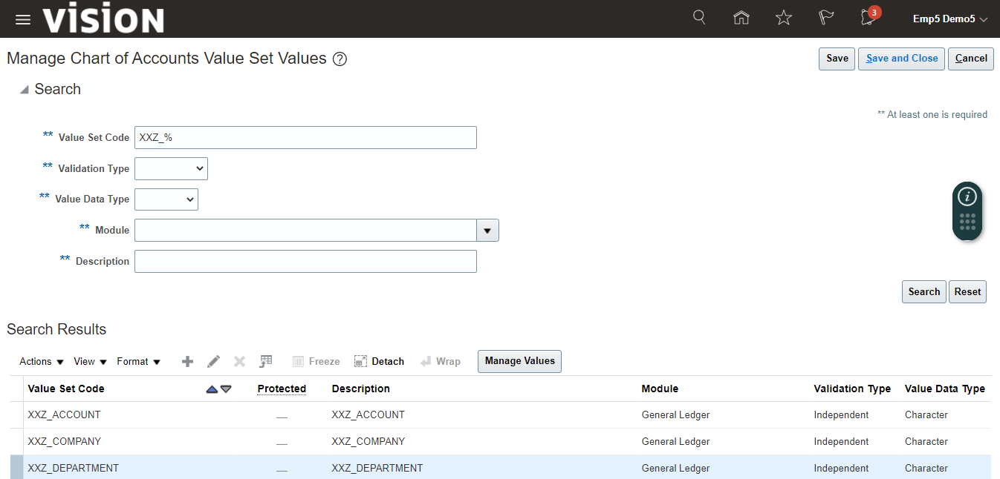 VISION
3
Emp5 Demo5
Manage Chart of Accounts Value Set Values ?
Save
Save and Close
Cancel
Search
** At least one is required
** Value Set Code XXZ_%
** Validation Type
** Value Data Type
** Module
** Description
i
Search
Reset
Search Results
Actions View Format Freeze Detach Wrap Manage Values
Value Set Code Protected Description Module Validation Type Value Data Type
XXZ_ACCOUNT — XXZ_ACCOUNT General Ledger Independent Character
XXZ_COMPANY — XXZ_COMPANY General Ledger Independent Character
XXZ_DEPARTMENT — XXZ_DEPARTMENT General Ledger Independent Character